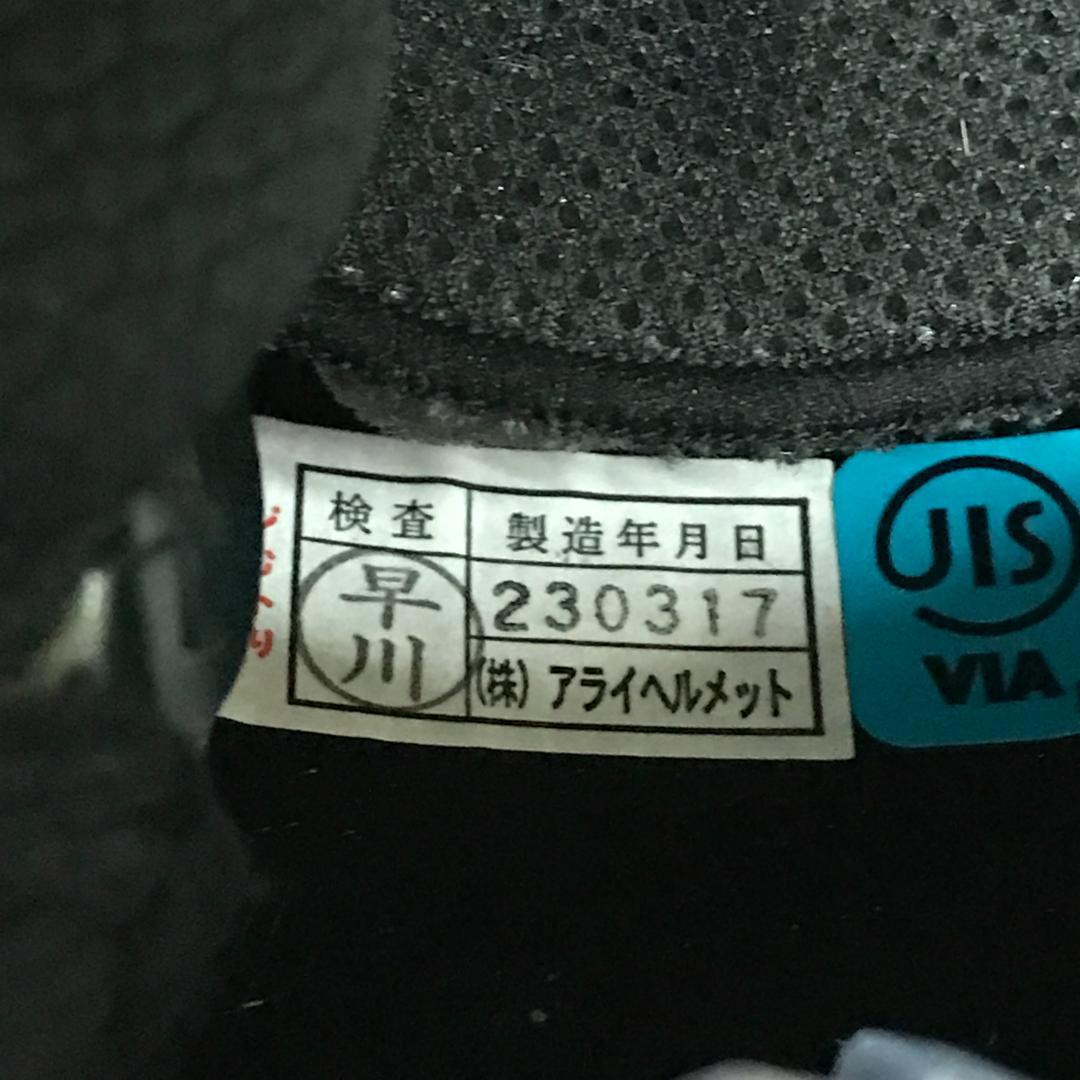 検査
製造年月日
早川
230317
(株) アライヘルメット
JIS
VIA